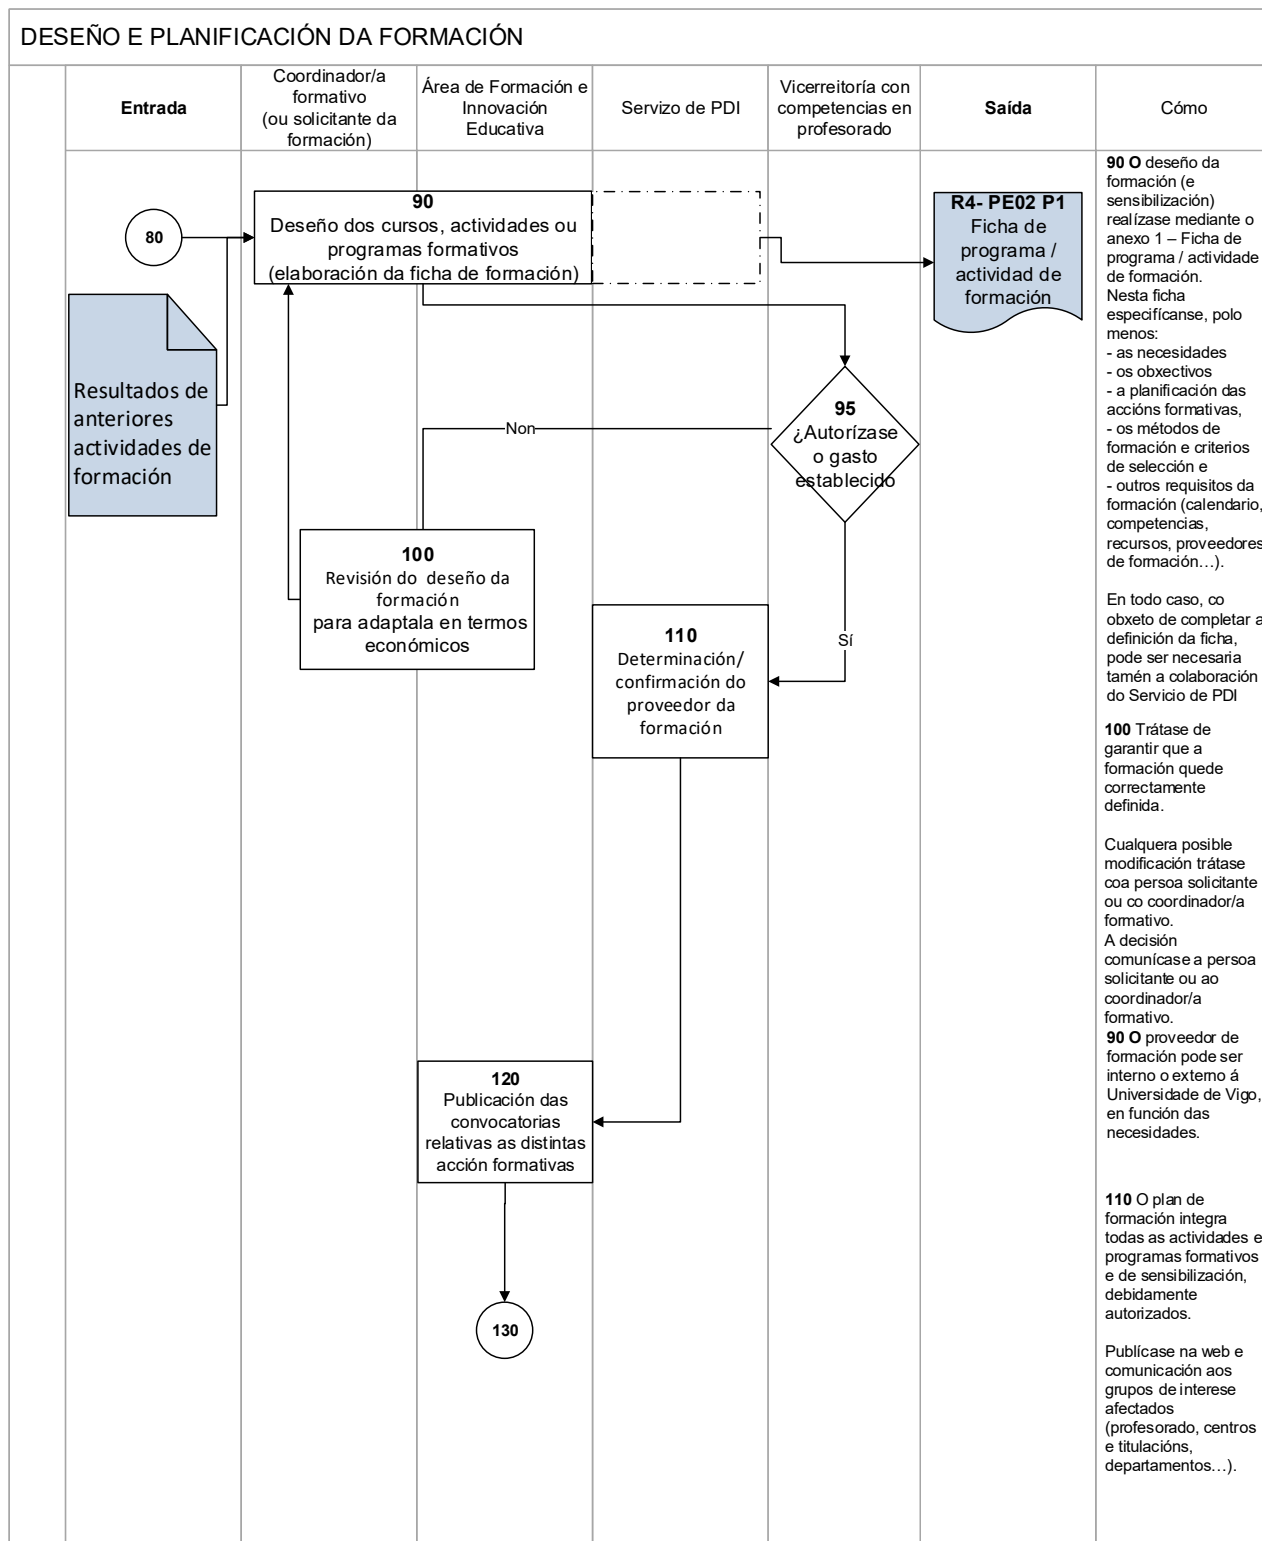 DESEÑO E PLANIFICACIÓN DA FORMACIÓN
Entrada
Coordinador/a
formativo
(ou solicitante da
formación)
Área de Formación e
Innovación
Educativa
Servizo de PDI
Vicerreitoría con
competencias en
profesorado
Saída
Cómo
80
90
Deseño dos cursos, actividades ou
programas formativos
(elaboración da ficha de formación)
R4- PE02 P1
Ficha de
programa /
actividad de
formación
Resultados de
anteriores
actividades de
formación
95
¿Autorízase
o gasto
establecido
Non
Sí
100
Revisión do deseño da
formación
para adaptala en termos
económicos
110
Determinación/
confirmación do
proveedor da
formación
120
Publicación das
convocatorias
relativas as distintas
acción formativas
130
90 O deseño da
formación (e
sensibilización)
realízase mediante o
anexo 1 – Ficha de
programa / actividade
de formación.
Nesta ficha
especifícanse, polo
menos:
- as necesidades
- os obxectivos
- a planificación das
accións formativas,
- os métodos de
formación e criterios
de selección e
- outros requisitos da
formación (calendario,
competencias,
recursos, proveedores
de formación…).
En todo caso, co
obxeto de completar a
definición da ficha,
pode ser necesaria
tamén a colaboración
do Servicio de PDI
100 Trátase de
garantir que a
formación quede
correctamente
definida.
Cualquera posible
modificación trátase
coa persoa solicitante
ou co coordinador/a
formativo.
A decisión
comunícase a persoa
solicitante ou ao
coordinador/a
formativo.
90 O proveedor de
formación pode ser
interno o externo á
Universidade de Vigo,
en función das
necesidades.
110 O plan de
formación integra
todas as actividades e
programas formativos
e de sensibilización,
debidamente
autorizados.
Publícase na web e
comunicación aos
grupos de interese
afectados
(profesorado, centros
e titulacións,
departamentos…).